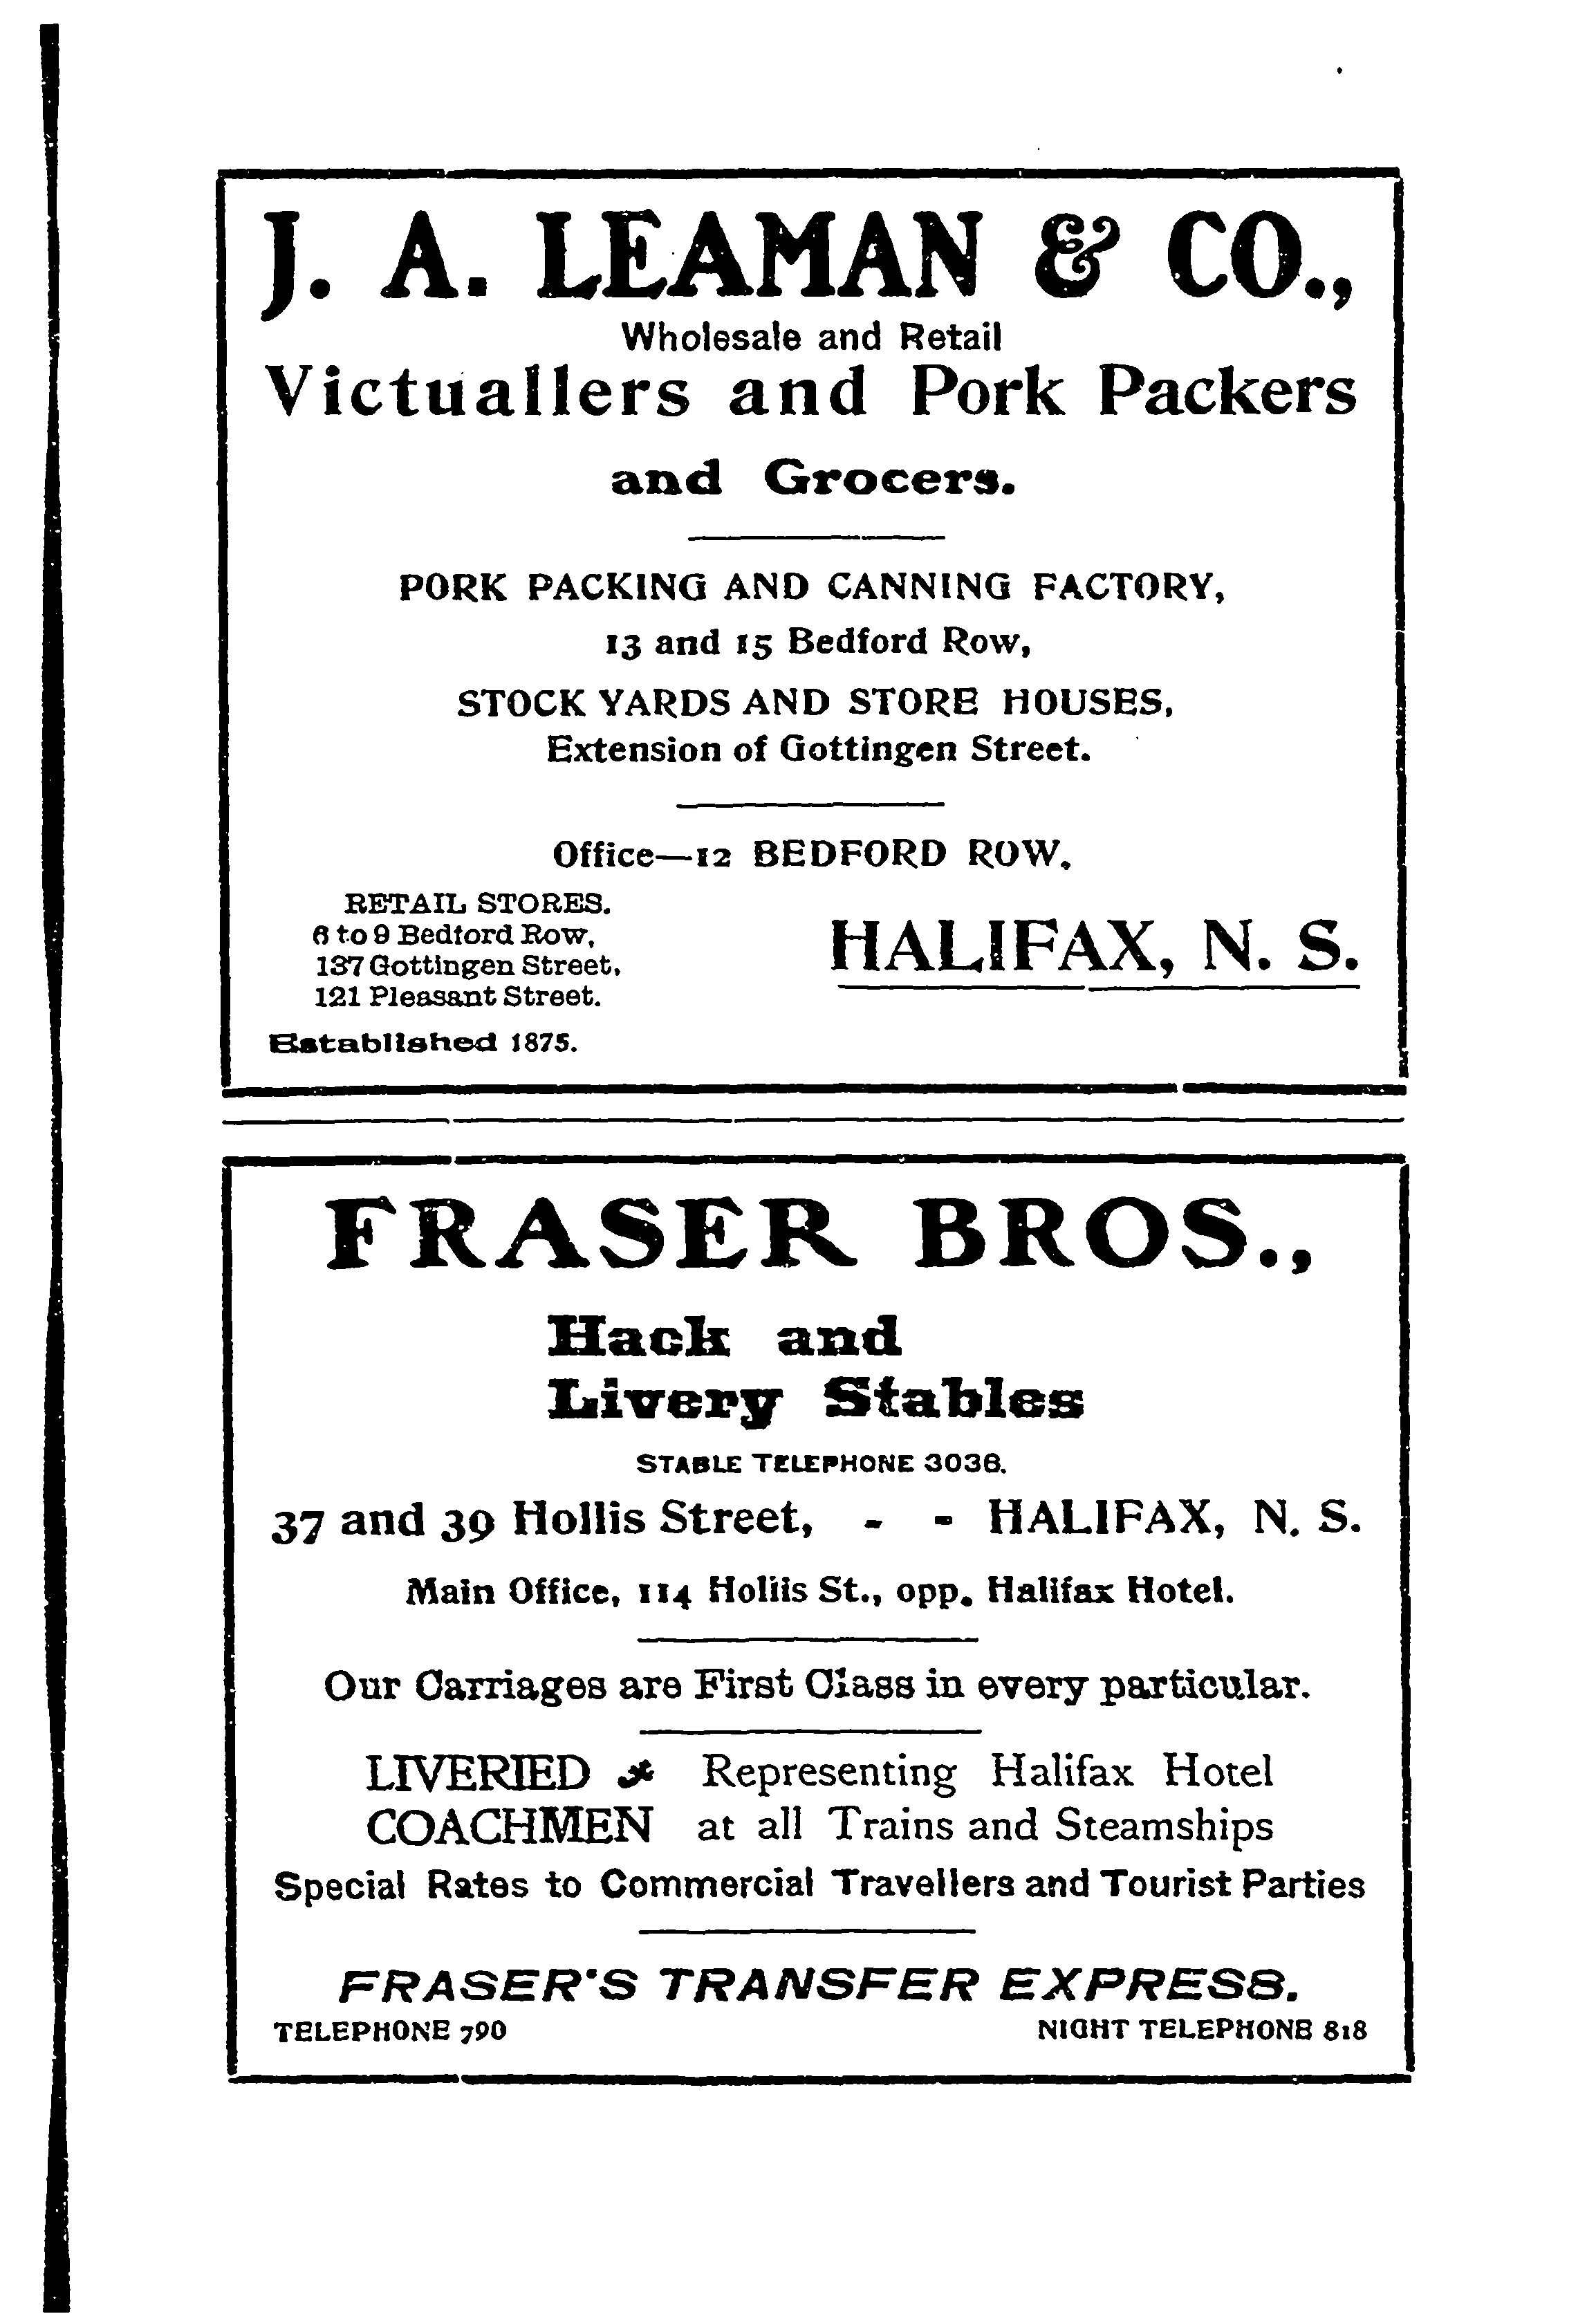 J. A. LEAMAN & CO.,
Wholesale and Retail
Victuallers and Pork Packers
and Grocers.
PORK PACKING AND CANNING FACTORY,
13 and 15 Bedford Row,
STOCK YARDS AND STORE HOUSES,
Extension of Gottingen Street.
Office—12 BEDFORD ROW.
RETAIL STORES.
6 to 9 Bedford Row,
137 Gottingen Street,
121 Pleasant Street.
HALIFAX, N. S.
Established 1875.
FRASER BROS.,
Hack and
Livery Stables
STABLE TELEPHONE 3036.
37 and 39 Hollis Street, - - HALIFAX, N. S.
Main Office, 114 Hollis St., opp. Halifax Hotel.
Our Carriages are First Class in every particular.
LIVERIED Representing Halifax Hotel
COACHMEN at all Trains and Steamships
Special Rates to Commercial Travellers and Tourist Parties
FRASER'S TRANSFER EXPRESS.
TELEPHONE 790 NIGHT TELEPHONE 818